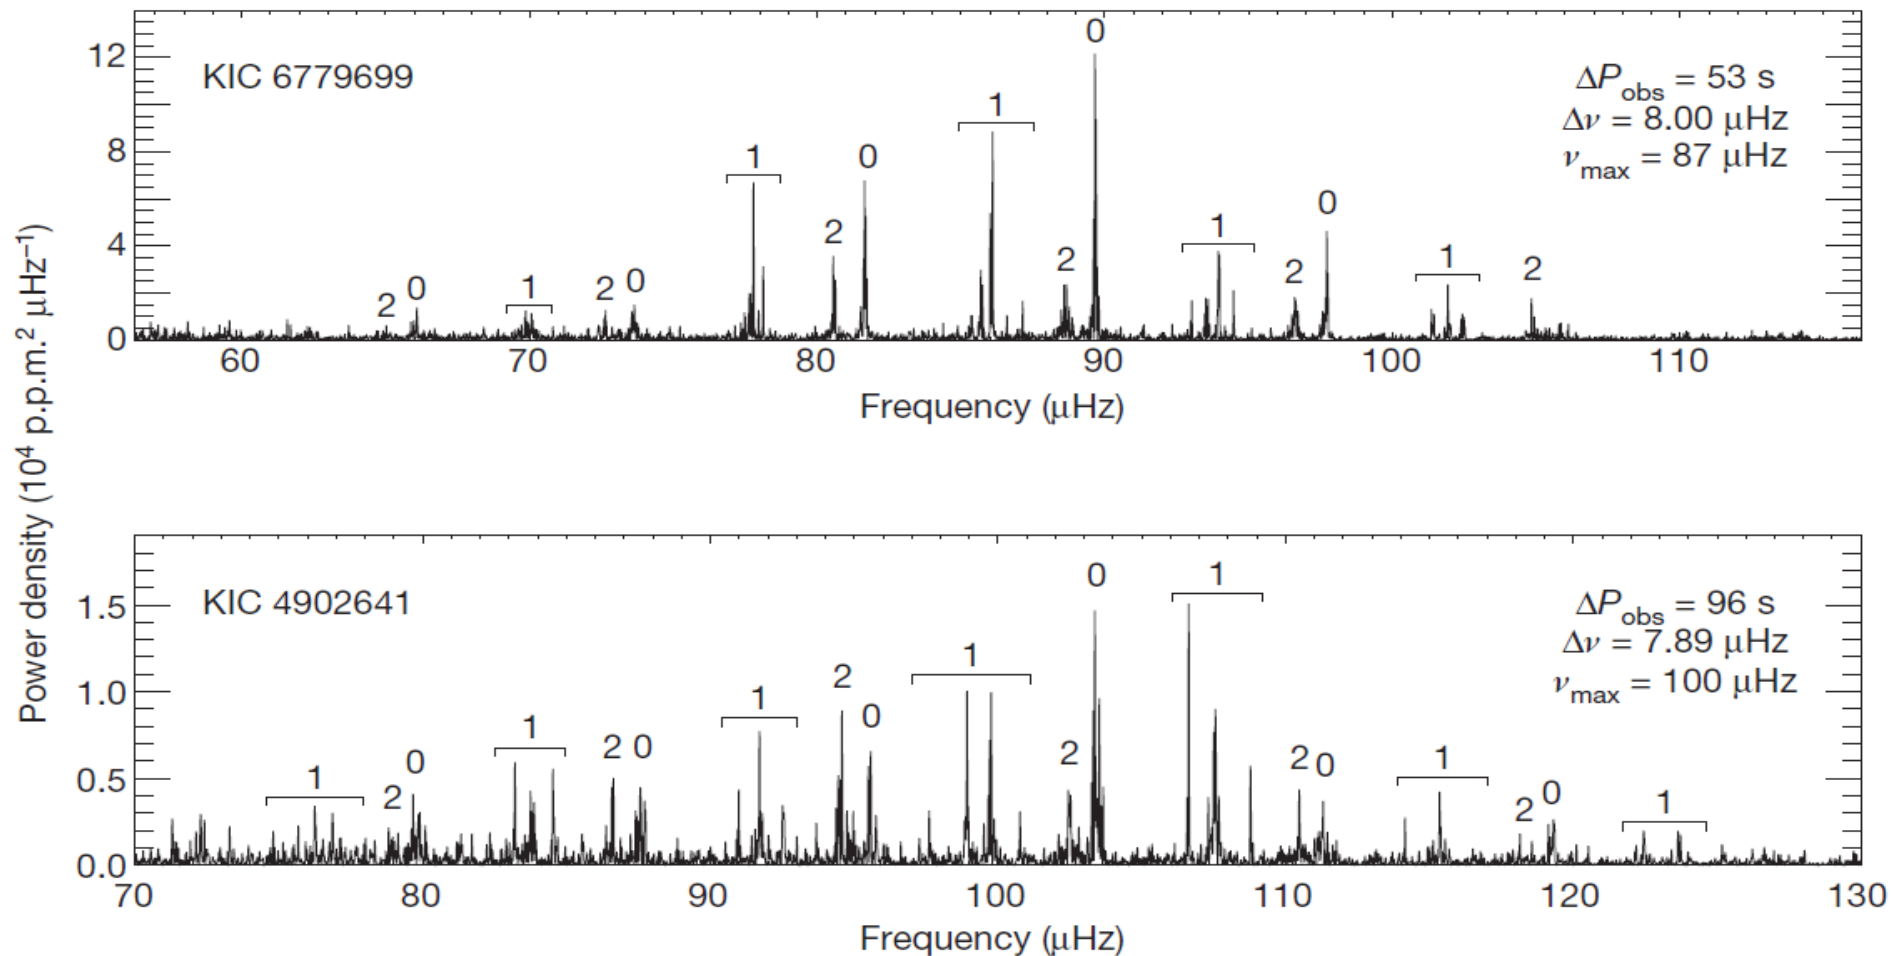 12
8
4
0
KIC 6779699
ΔP_obs = 53 s
Δν = 8.00 μHz
ν_max = 87 μHz
2 0 1 2 0 1 2 0 1 2 0 1 2 0 1 2
60 70 80 90 100 110
Frequency (μHz)
Power density (10⁴ p.p.m.² μHz⁻¹)
1.5
1.0
0.5
0.0
KIC 4902641
ΔP_obs = 96 s
Δν = 7.89 μHz
ν_max = 100 μHz
1 2 0 1 2 0 1 2 0 1 2 0 1 2 0 1 2 0 1
70 80 90 100 110 120 130
Frequency (μHz)